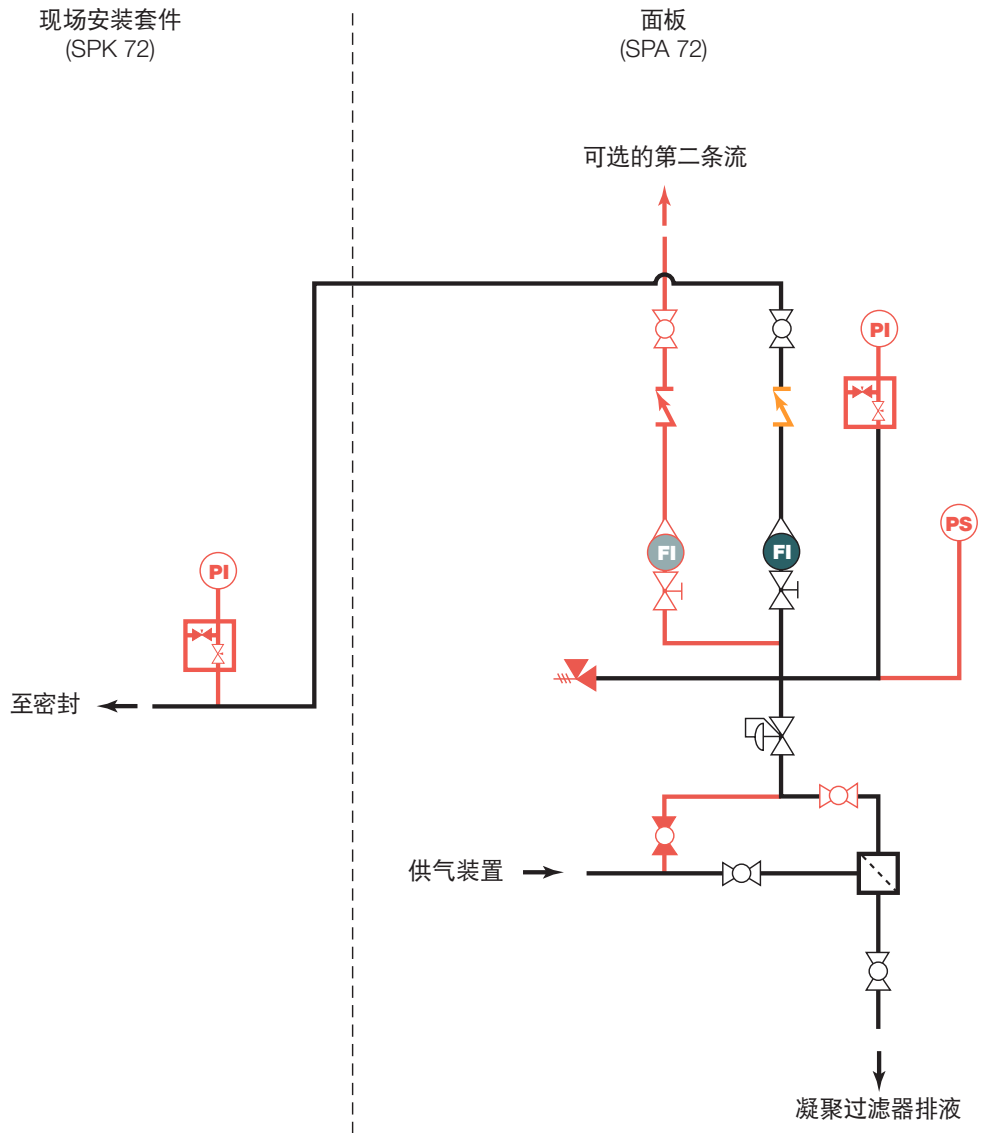 现场安装套件
(SPK 72)
面板
(SPA 72)
可选的第二条流
PI
PS
FI
FI
PI
至密封
供气装置
凝聚过滤器排液